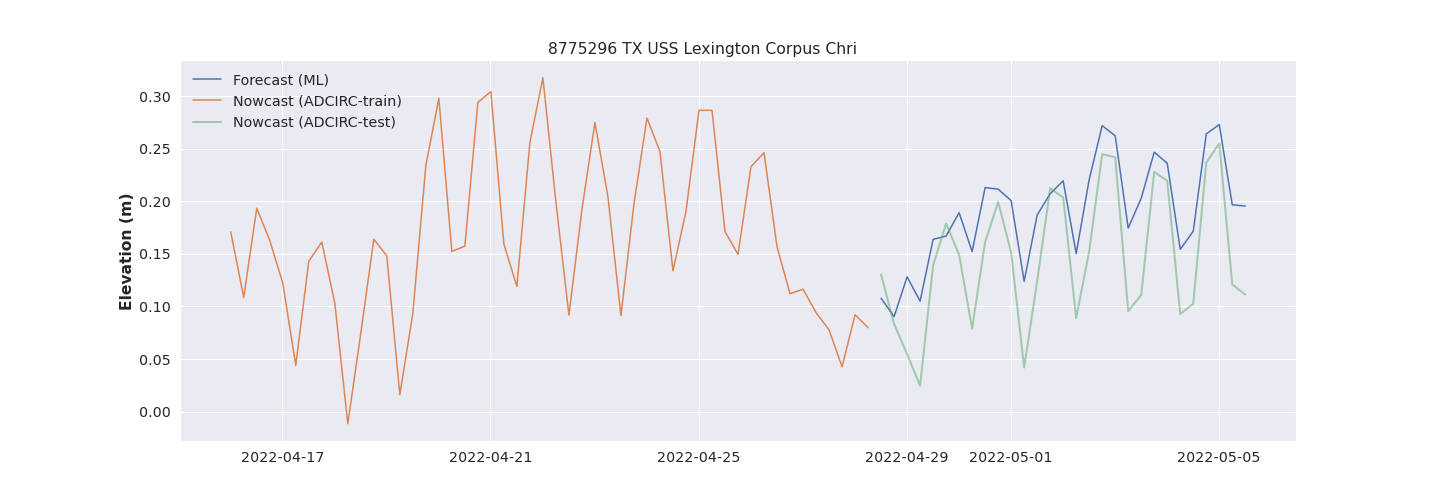 8775296 TX USS Lexington Corpus Chri
Forecast (ML)
Nowcast (ADCIRC-train)
Nowcast (ADCIRC-test)
Elevation (m)
0.30
0.25
0.20
0.15
0.10
0.05
0.00
2022-04-17 2022-04-21 2022-04-25 2022-04-29 2022-05-01 2022-05-05